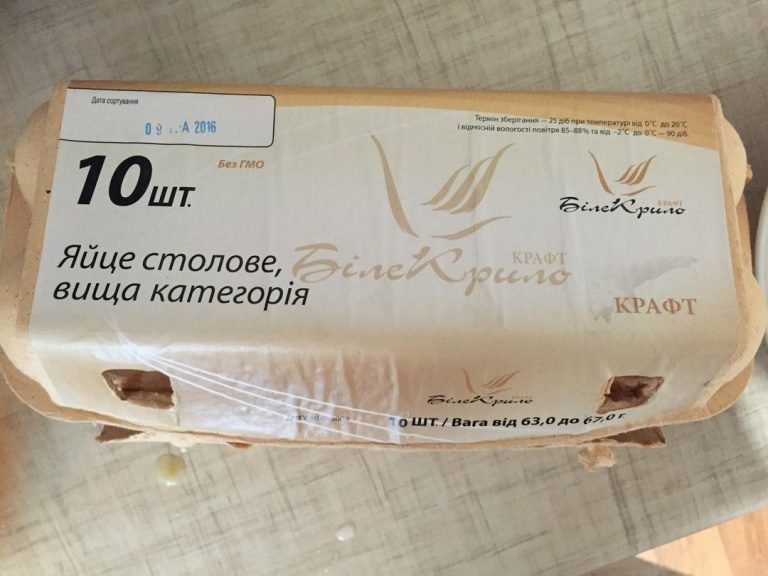 Дата сортування
09 А 2016
Термін зберігання — 25 діб при температурі від 0°С до 20°С
і відносній вологості повітря 85-88% та від -2°С до 0°С — 90 діб.
Без ГМО
10шт.
БілеКрило
КРАФТ
БілеКрило
КРАФТ
Яйце столове,
вища категорія
КРАФТ
БілеКрило
10 ШТ. / Вага від 63,0 до 67,0 г